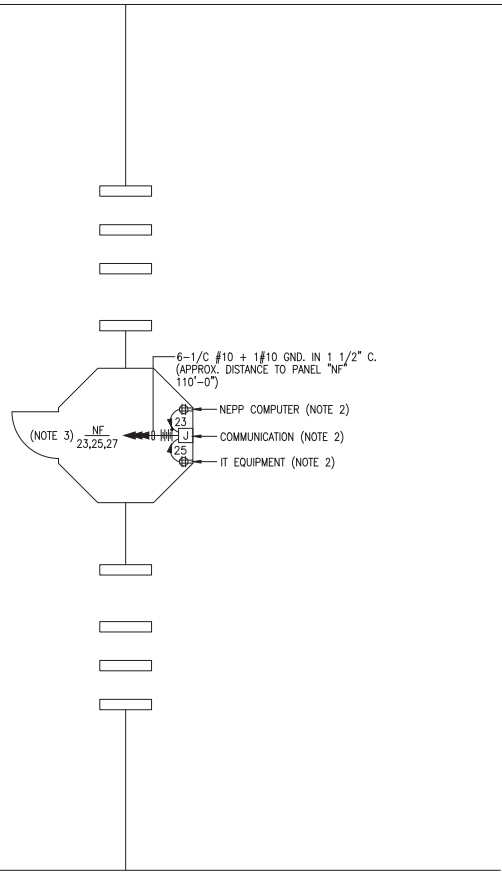 6-1/C #10 + 1#10 GND. IN 1 1/2" C.
(APPROX. DISTANCE TO PANEL "NF"
110'-0")
NEPP COMPUTER (NOTE 2)
23
(NOTE 3) NF
23,25,27
J
COMMUNICATION (NOTE 2)
25
IT EQUIPMENT (NOTE 2)